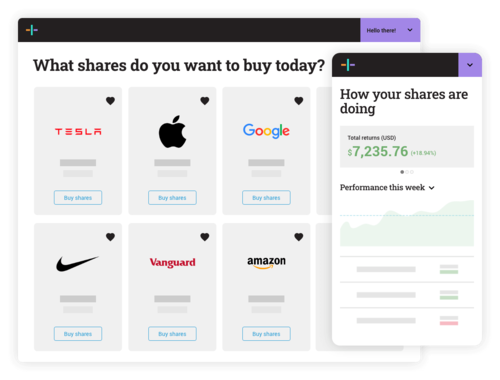 Hello there!
What shares do you want to buy today?
TESLA
Google
Buy shares
Buy shares
Buy shares
Nike
Vanguard
amazon
Buy shares
Buy shares
Buy shares
How your shares are
doing
Total returns (USD)
$7,235.76 (+18.94%)
Performance this week